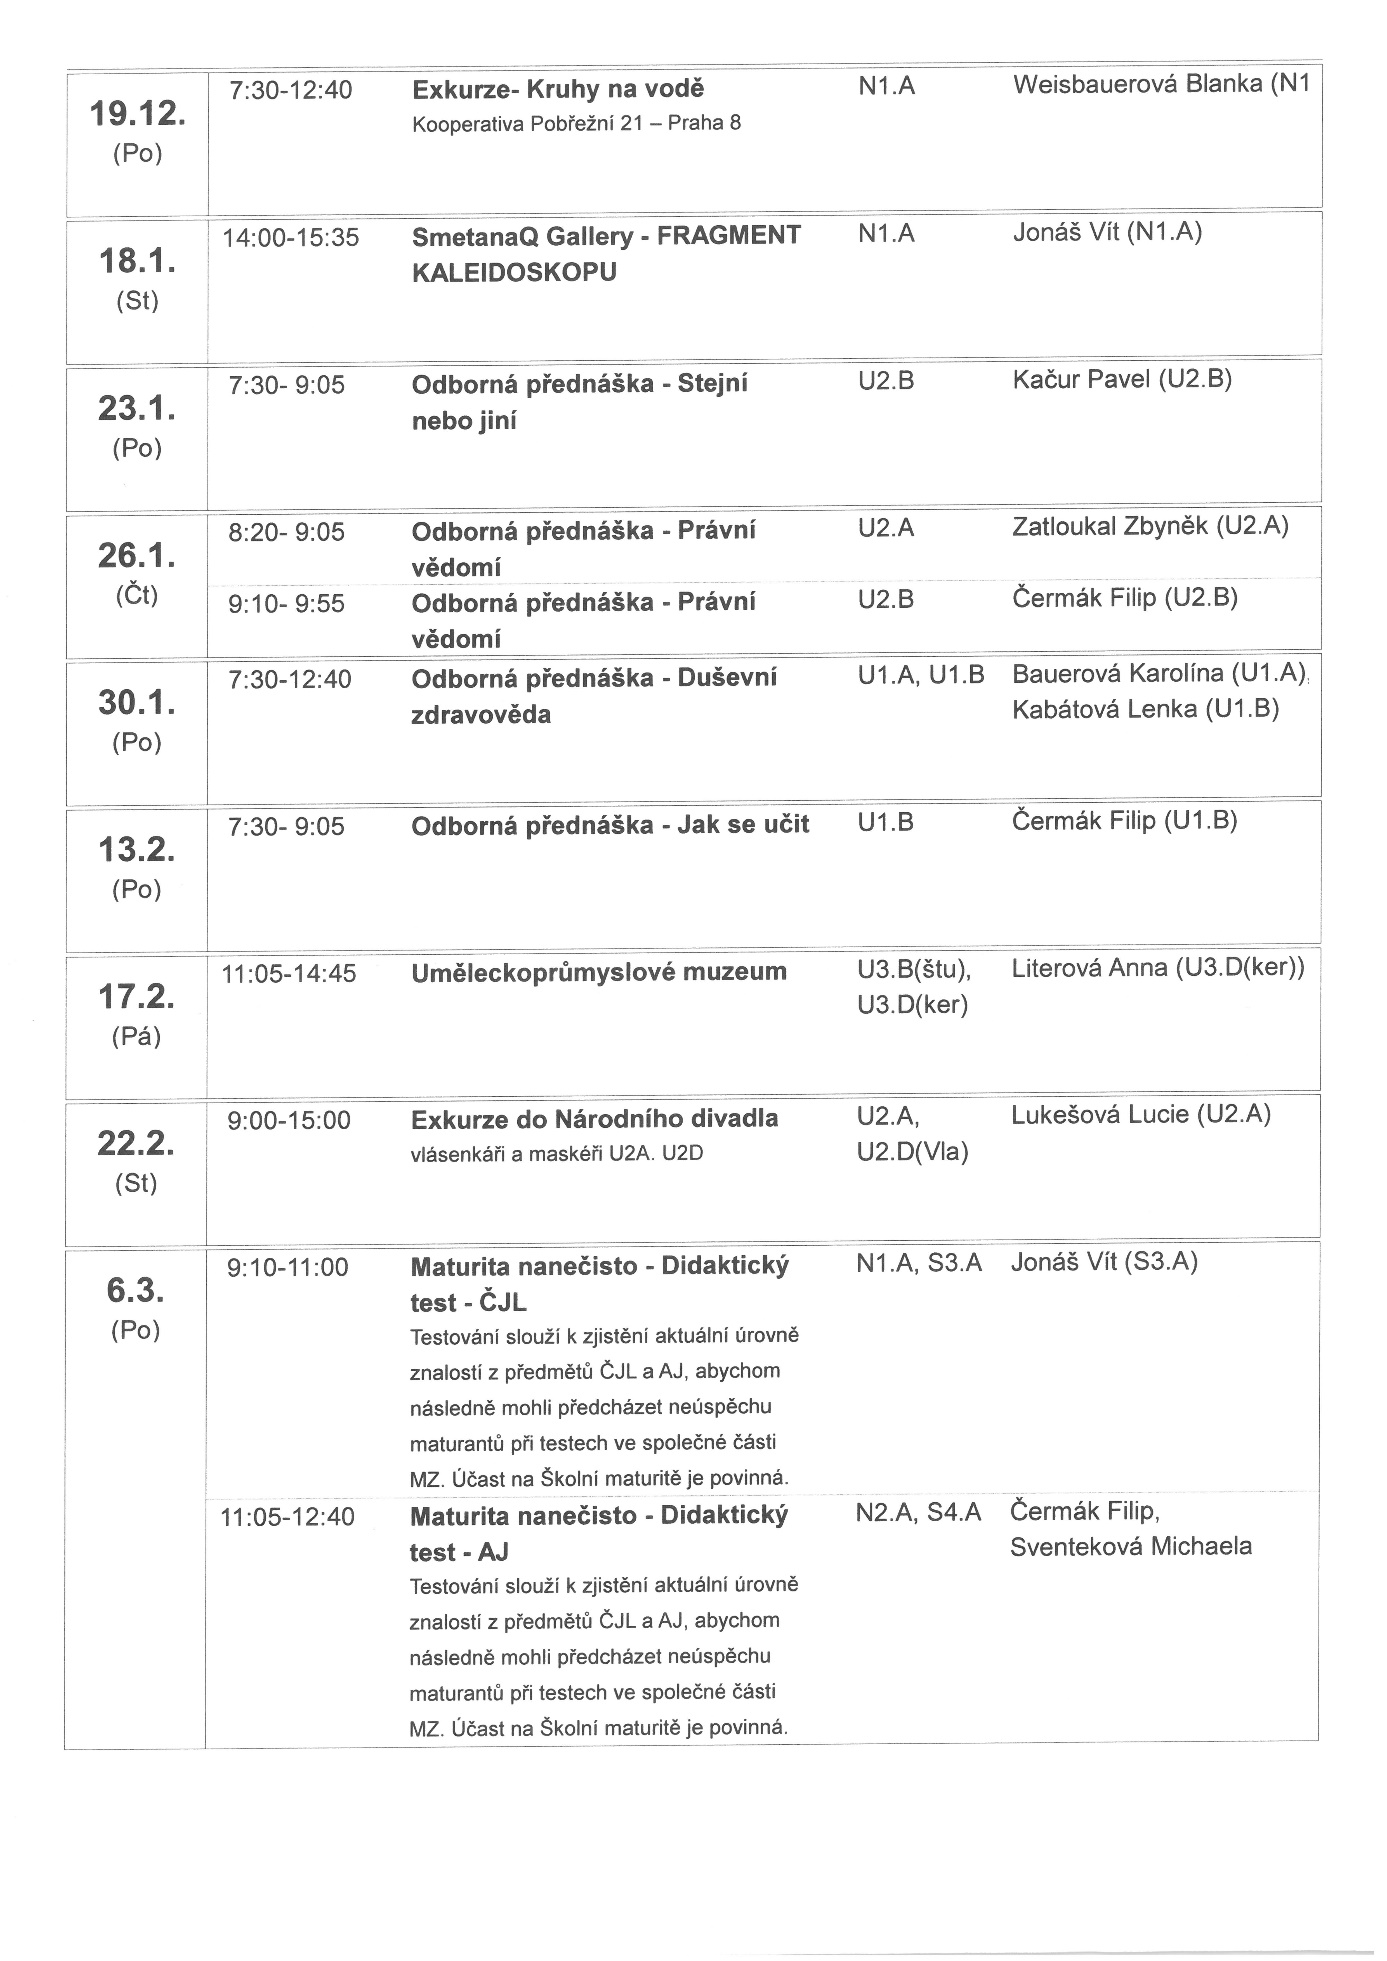 19.12.
(Po)
7:30-12:40
Exkurze- Kruhy na vodě
Kooperativa Pobřežní 21 – Praha 8
N1.A
Weisbauerová Blanka (N1
18.1.
(St)
14:00-15:35
SmetanaQ Gallery - FRAGMENT
KALEIDOSKOPU
N1.A
Jonáš Vít (N1.A)
23.1.
(Po)
7:30- 9:05
Odborná přednáška - Stejní
nebo jiní
U2.B
Kačur Pavel (U2.B)
26.1.
(Čt)
8:20- 9:05
Odborná přednáška - Právní
vědomí
U2.A
Zatloukal Zbyněk (U2.A)
9:10- 9:55
Odborná přednáška - Právní
vědomí
U2.B
Čermák Filip (U2.B)
30.1.
(Po)
7:30-12:40
Odborná přednáška - Duševní
zdravověda
U1.A, U1.B
Bauerová Karolína (U1.A),
Kabátová Lenka (U1.B)
13.2.
(Po)
7:30- 9:05
Odborná přednáška - Jak se učit
U1.B
Čermák Filip (U1.B)
17.2.
(Pá)
11:05-14:45
Uměleckoprůmyslové muzeum
U3.B(štu),
U3.D(ker)
Literová Anna (U3.D(ker))
22.2.
(St)
9:00-15:00
Exkurze do Národního divadla
vlásenkáři a maskéři U2A. U2D
U2.A,
U2.D(Vla)
Lukešová Lucie (U2.A)
6.3.
(Po)
9:10-11:00
Maturita nanečisto - Didaktický
test - ČJL
Testování slouží k zjistění aktuální úrovně
znalostí z předmětů ČJL a AJ, abychom
následně mohli předcházet neúspěchu
maturantů při testech ve společné části
MZ. Účast na Školní maturitě je povinná.
N1.A, S3.A
Jonáš Vít (S3.A)
11:05-12:40
Maturita nanečisto - Didaktický
test - AJ
Testování slouží k zjistění aktuální úrovně
znalostí z předmětů ČJL a AJ, abychom
následně mohli předcházet neúspěchu
maturantů při testech ve společné části
MZ. Účast na Školní maturitě je povinná.
N2.A, S4.A
Čermák Filip,
Sventeková Michaela